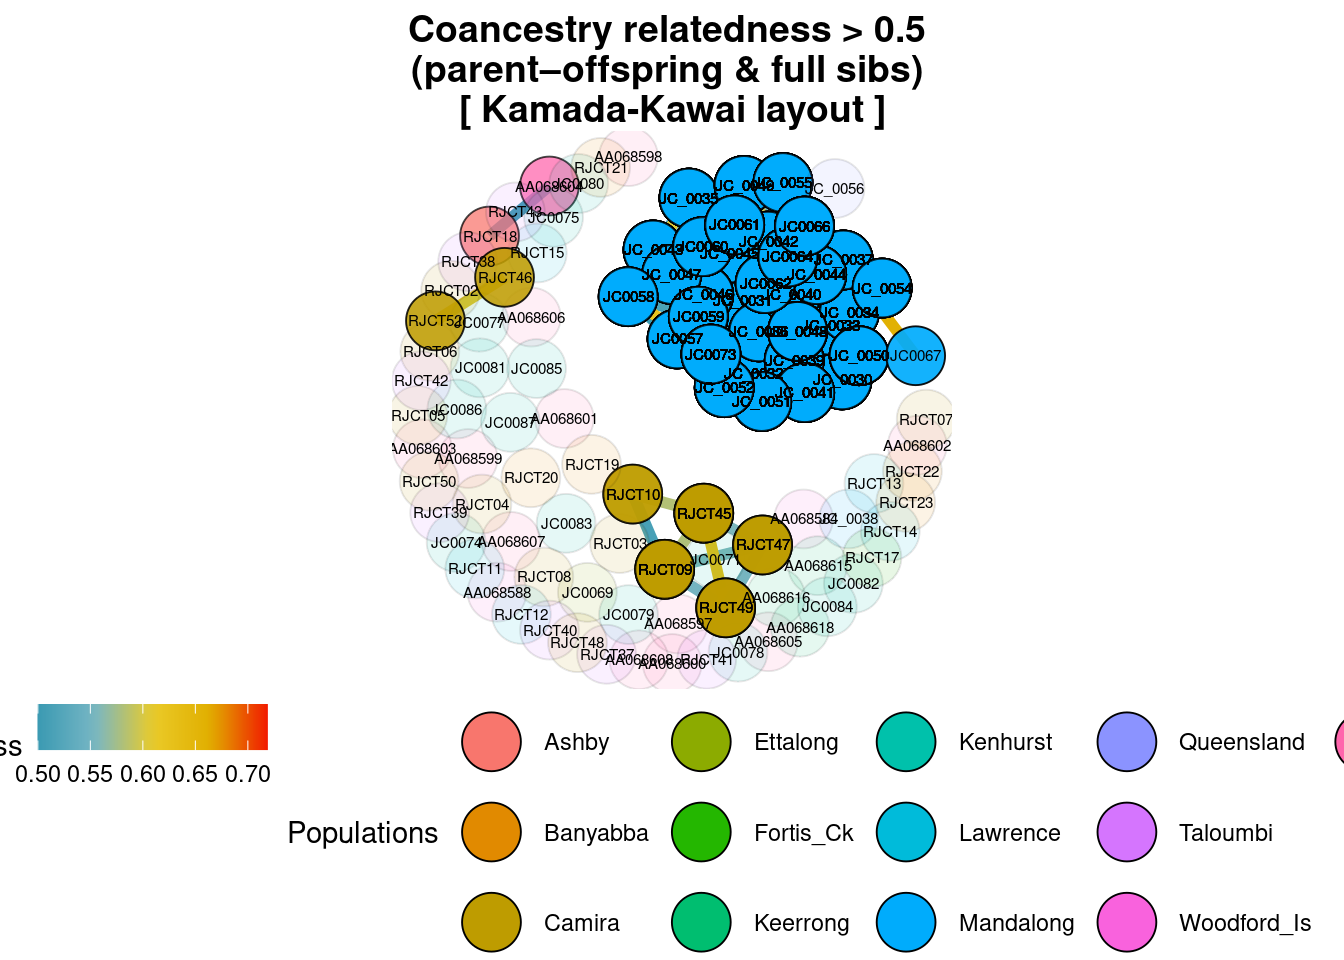 Coancestry relatedness > 0.5
(parent–offspring & full sibs)
[ Kamada-Kawai layout ]
AA068598
RJCT21
JC0080
AA068604
RJCT43
JC0075
RJCT18
RJCT15
RJCT38
RJCT46
RJCT02
RJCT52
JC0077
AA068606
RJCT06
JC0081
JC0085
RJCT42
JC0086
RJCT05
JC0087
AA068601
AA068603
AA068599
RJCT19
RJCT50
RJCT20
RJCT04
RJCT39
JC0083
JC0074
AA068607
RJCT03
RJCT11
RJCT08
AA068588
JC0069
RJCT12
JC0079
RJCT40
AA068597
RJCT48
RJCT37
AA068608
AA068600
RJCT41
JC0078
AA068605
AA068618
JC0084
AA068616
JC0082
AA068615
RJCT17
RJCT14
JC_0038
RJCT23
RJCT13
RJCT22
AA068602
RJCT07
RJCT10
RJCT45
RJCT47
JC0071
RJCT09
RJCT49
JC_0035
JC_0055
JC_0056
JC0061
JC0066
JC_0042
JC0060
JC_0045
JC0064
JC_0037
JC_0047
JC_0044
JC0062
JC_0054
JC0058
JC_0046
JC_0031
JC_0040
JC0059
JC_0034
JC_0033
JC0057
JC_0036
JC_0048
JC0073
JC_0050
JC0067
JC_0032
JC_0030
JC_0052
JC_0041
JC_0051
ss
0.50 0.55 0.60 0.65 0.70
Populations
Ashby
Banyabba
Camira
Ettalong
Fortis_Ck
Keerrong
Kenhurst
Lawrence
Mandalong
Queensland
Taloumbi
Woodford_Is